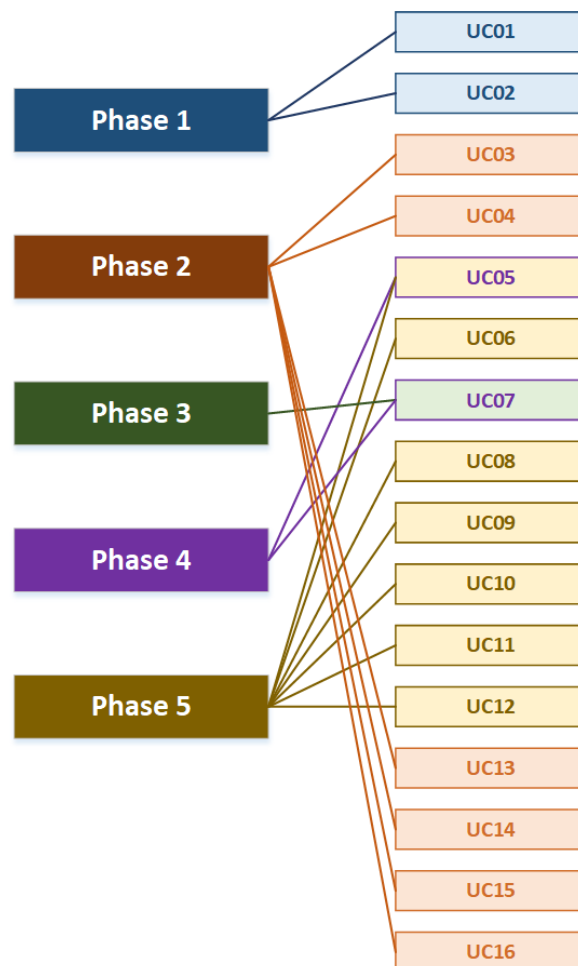 Phase 1
Phase 2
Phase 3
Phase 4
Phase 5
UC01
UC02
UC03
UC04
UC05
UC06
UC07
UC08
UC09
UC10
UC11
UC12
UC13
UC14
UC15
UC16